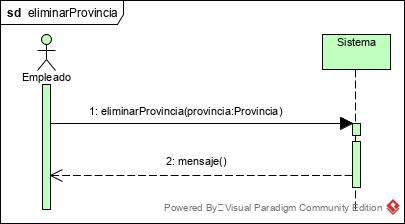 sd eliminarProvincia
Sistema
Empleado
1: eliminarProvincia(provincia:Provincia)
2: mensaje()
Powered By Visual Paradigm Community Edition